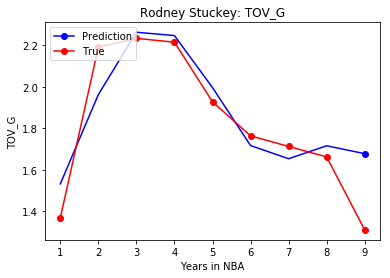 Rodney Stuckey: TOV_G
Prediction
True
2.2
2.0
1.8
1.6
1.4
TOV_G
1 2 3 4 5 6 7 8 9
Years in NBA